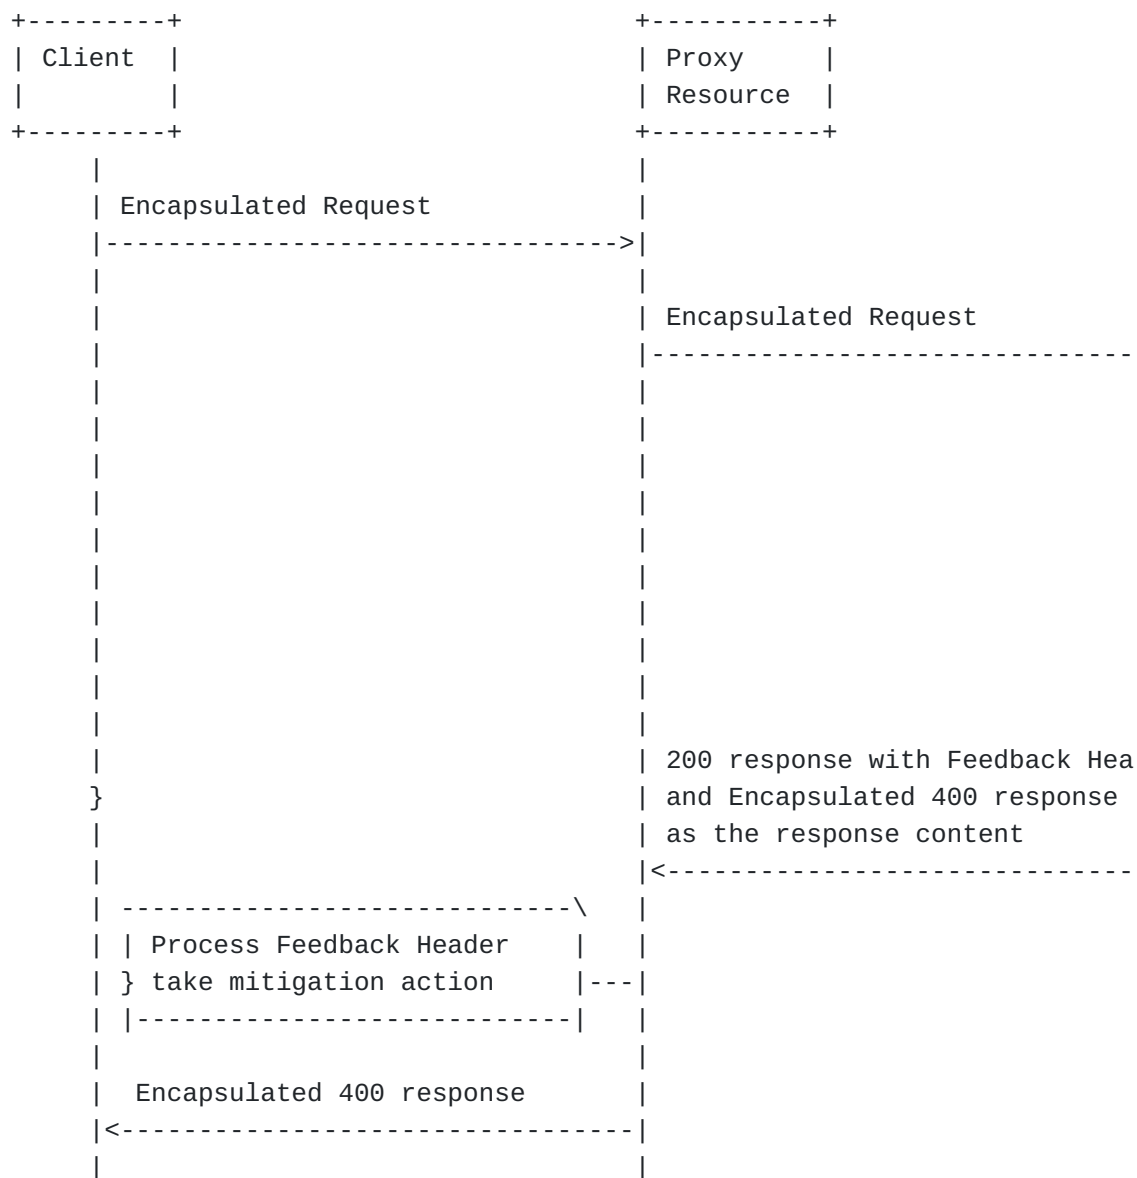 +---------+                             +-----------+
| Client  |                             | Proxy     |
|         |                             | Resource  |
+---------+                             +-----------+
     |                                  |
     | Encapsulated Request             |
     |--------------------------------->|
     |                                  |
     |                                  | Encapsulated Request
     |                                  |-------------------------------
     |                                  |
     |                                  |
     |                                  |
     |                                  |
     |                                  |
     |                                  |
     |                                  |
     |                                  |
     |                                  |
     |                                  |
     |                                  | 200 response with Feedback Hea
     }                                  | and Encapsulated 400 response
     |                                  | as the response content
     |                                  |<------------------------------
     | -----------------------------\   |
     | | Process Feedback Header    |   |
     | } take mitigation action     |---|
     | |----------------------------|   |
     |                                  |
     |  Encapsulated 400 response       |
     |<---------------------------------|
     |                                  |